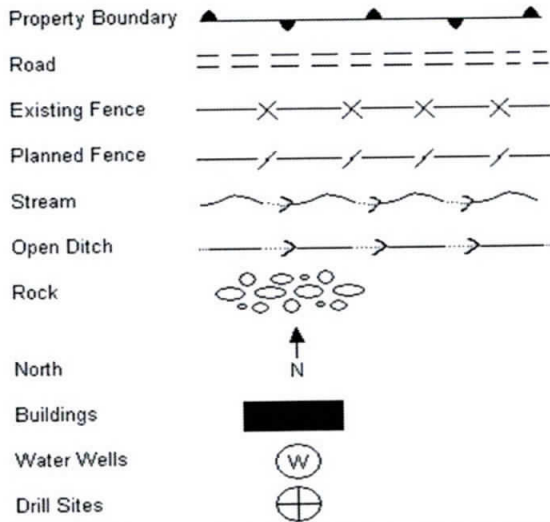 Property Boundary
Road
Existing Fence
Planned Fence
Stream
Open Ditch
Rock
North N
Buildings
Water Wells W
Drill Sites